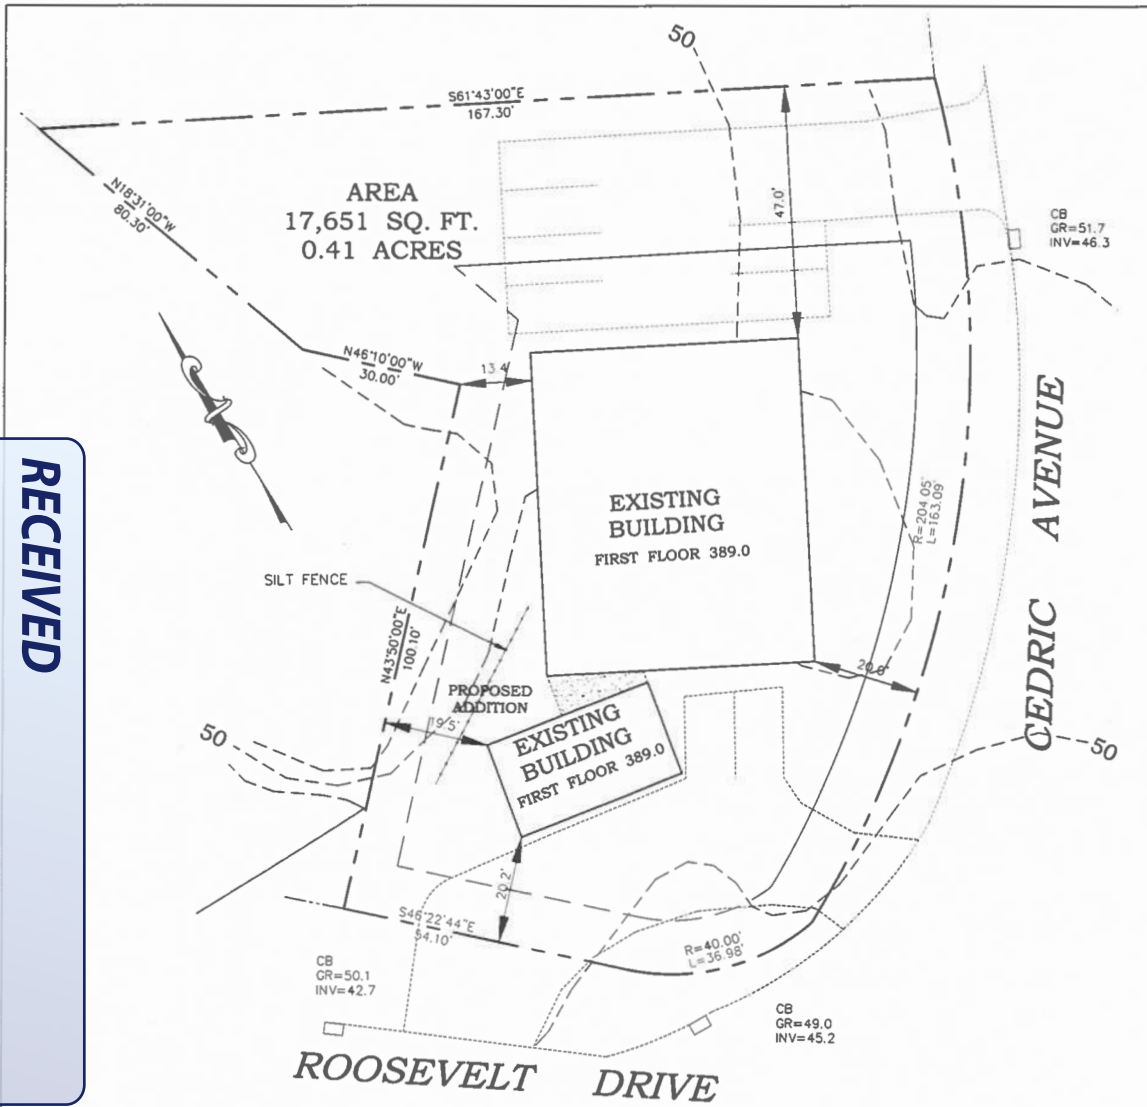 50
S61°43'00"E
167.30'
N18°31'00"W
80.30'
AREA
17,651 SQ. FT.
0.41 ACRES
47.0'
CB
GR=51.7
INV=46.3
N46°10'00"W
30.00'
13.4'
RECEIVED
EXISTING
BUILDING
FIRST FLOOR 389.0
R=204.05'
L=163.09'
CEDRIC AVENUE
SILT FENCE
N43°50'00"E
100.10'
PROPOSED
ADDITION
19.5'
EXISTING
BUILDING
FIRST FLOOR 389.0
50
50
20.2'
S46°22'44"E
54.10'
R=40.00'
L=36.98'
CB
GR=50.1
INV=42.7
CB
GR=49.0
INV=45.2
ROOSEVELT DRIVE